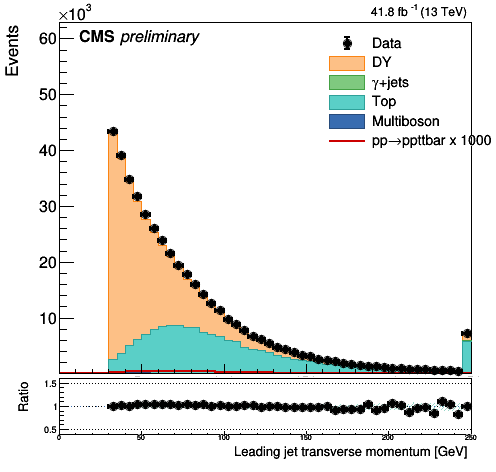 ×10³
41.8 fb⁻¹ (13 TeV)
CMS preliminary
Events
60
50
40
30
20
10
Data
DY
γ+jets
Top
Multiboson
pp→ppttbar x 1000
Ratio
1.5
1
0.5
0 50 100 150 200 250
Leading jet transverse momentum [GeV]